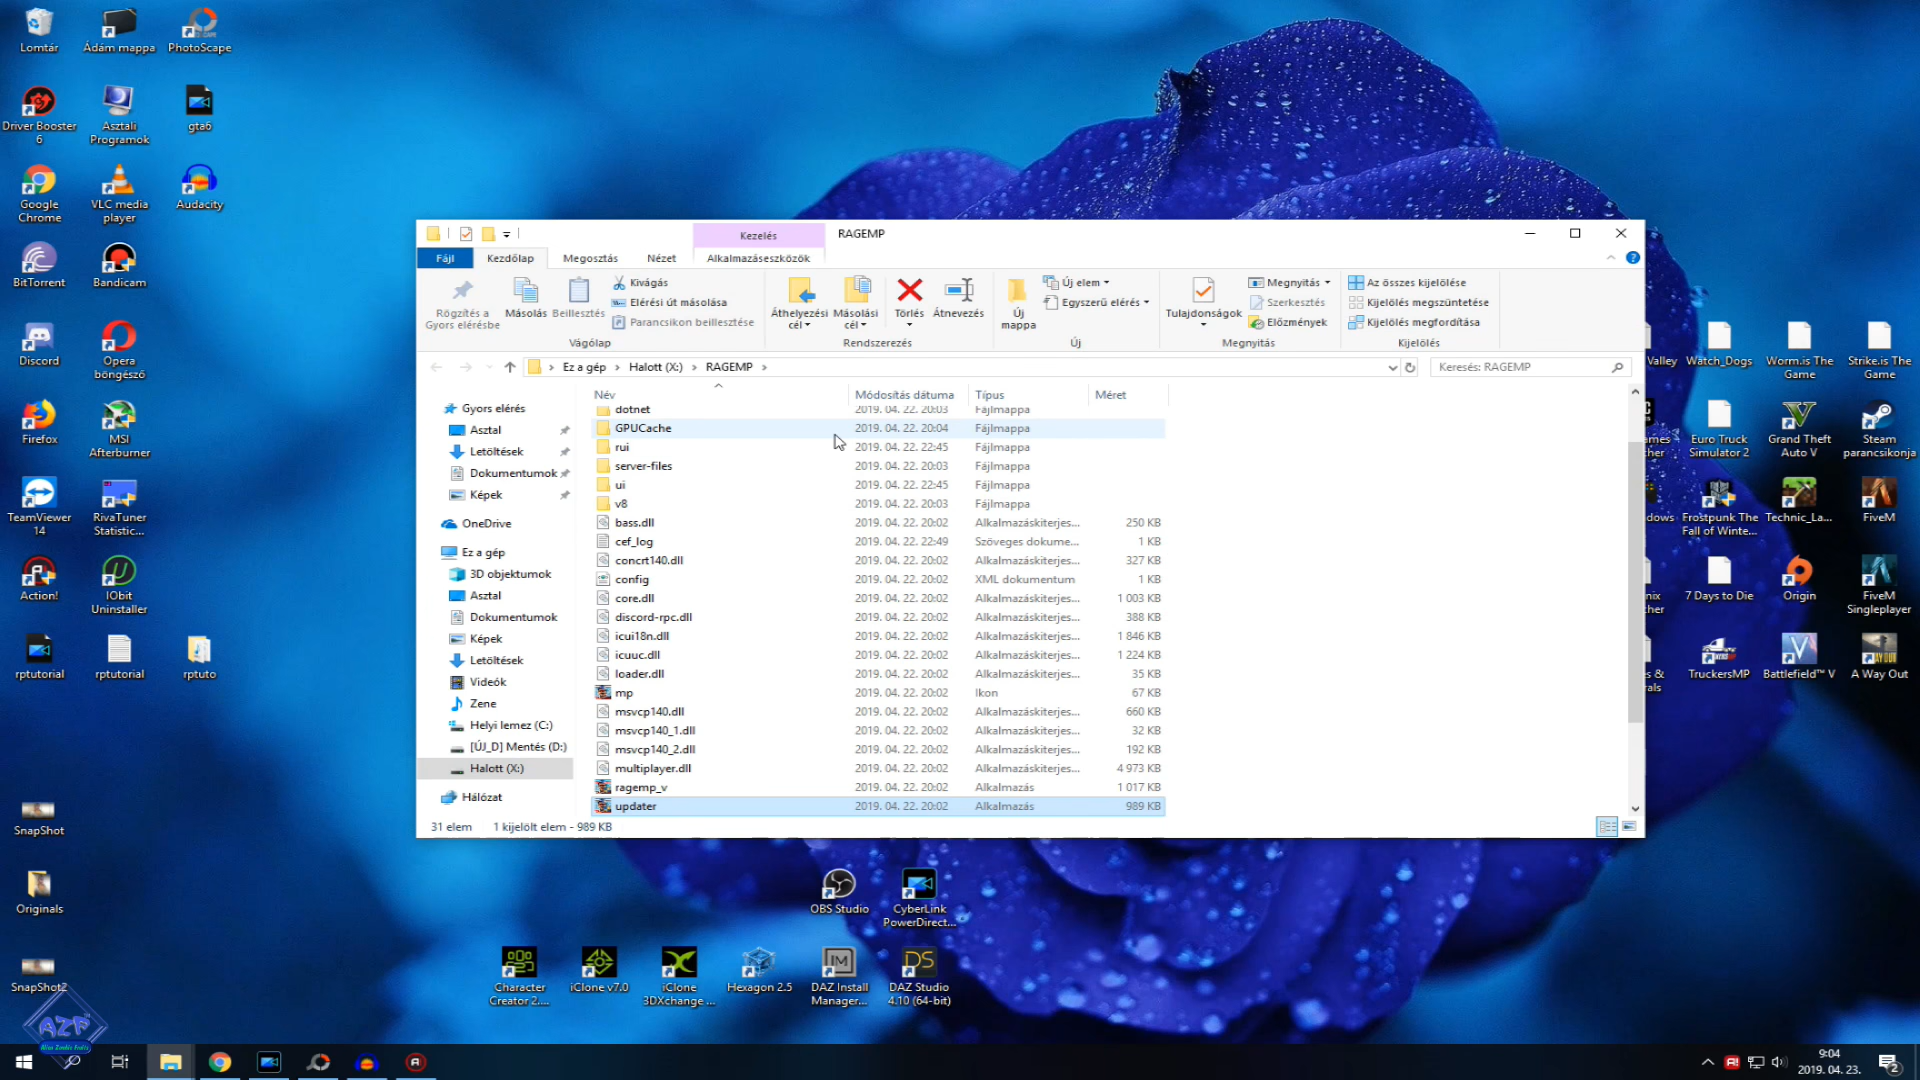 Lomtár
Ádám mappa
PhotoScape
Driver Booster
6
Asztali
Programok
gta6
Google
Chrome
VLC media
player
Audacity
BitTorrent
Bandicam
Discord
Opera
böngésző
Firefox
MSI
Afterburner
TeamViewer
14
RivaTuner
Statistic...
Action!
IObit
Uninstaller
rptutorial
rptutorial
rptuto
SnapShot
Originals
SnapShot2
AZF
Kezelés
RAGEMP
Fájl
Kezdőlap
Megosztás
Nézet
Alkalmazáseszközök
Rögzítés a
Gyors elérésbe
Másolás
Beillesztés
Kivágás
Elérési út másolása
Parancsikon beillesztése
Vágólap
Áthelyezési
cél
Másolási
cél
Törlés
Átnevezés
Rendszerezés
Új
mappa
Új elem
Egyszerű elérés
Új
Tulajdonságok
Megnyitás
Szerkesztés
Előzmények
Megnyitás
Az összes kijelölése
Kijelölés megszüntetése
Kijelölés megfordítása
Kijelölés
Ez a gép
Halott (X:)
RAGEMP
Keresés: RAGEMP
Gyors elérés
Asztal
Letöltések
Dokumentumok
Képek
OneDrive
Ez a gép
3D objektumok
Asztal
Dokumentumok
Képek
Letöltések
Videók
Zene
Helyi lemez (C:)
[ÚJ_D] Mentés (D:)
Halott (X:)
Hálózat
Név Módosítás dátuma Típus Méret
dotnet 2019. 04. 22. 20:03 Fájlmappa
GPUCache 2019. 04. 22. 20:04 Fájlmappa
rui 2019. 04. 22. 22:45 Fájlmappa
server-files 2019. 04. 22. 20:03 Fájlmappa
ui 2019. 04. 22. 22:45 Fájlmappa
v8 2019. 04. 22. 20:03 Fájlmappa
bass.dll 2019. 04. 22. 20:02 Alkalmazáskiterjes... 250 KB
cef_log 2019. 04. 22. 22:49 Szöveges dokume... 1 KB
concrt140.dll 2019. 04. 22. 20:02 Alkalmazáskiterjes... 327 KB
config 2019. 04. 22. 20:02 XML dokumentum 1 KB
core.dll 2019. 04. 22. 20:02 Alkalmazáskiterjes... 1 003 KB
discord-rpc.dll 2019. 04. 22. 20:02 Alkalmazáskiterjes... 388 KB
icui18n.dll 2019. 04. 22. 20:02 Alkalmazáskiterjes... 1 846 KB
icuuc.dll 2019. 04. 22. 20:02 Alkalmazáskiterjes... 1 224 KB
loader.dll 2019. 04. 22. 20:02 Alkalmazáskiterjes... 35 KB
mp 2019. 04. 22. 20:02 Ikon 67 KB
msvcp140.dll 2019. 04. 22. 20:02 Alkalmazáskiterjes... 660 KB
msvcp140_1.dll 2019. 04. 22. 20:02 Alkalmazáskiterjes... 32 KB
msvcp140_2.dll 2019. 04. 22. 20:02 Alkalmazáskiterjes... 192 KB
multiplayer.dll 2019. 04. 22. 20:02 Alkalmazáskiterjes... 4 973 KB
ragemp_v 2019. 04. 22. 20:02 Alkalmazás 1 017 KB
updater 2019. 04. 22. 20:02 Alkalmazás 989 KB
31 elem 1 kijelölt elem - 989 KB
Valley
Watch_Dogs
Worm.is The
Game
Strike.is The
Game
Euro Truck
Simulator 2
Grand Theft
Auto V
Steam
parancsikonja
Frostpunk The
Fall of Winte...
Technic_La...
FiveM
7 Days to Die
Origin
FiveM
Singleplayer
TruckersMP
Battlefield™ V
A Way Out
OBS Studio
CyberLink
PowerDirect...
Character
Creator 2....
iClone v7.0
iClone
3DXchange ...
Hexagon 2.5
DAZ Install
Manager...
DAZ Studio
4.10 (64-bit)
9:04
2019. 04. 23.
2